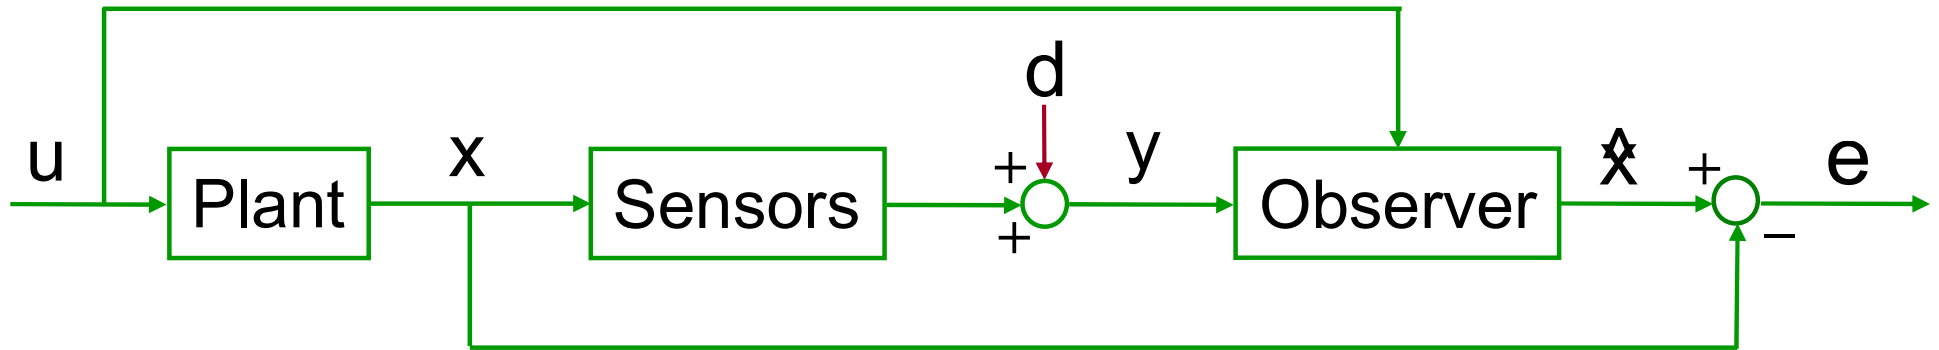 d
u
Plant
x
Sensors
+
+
y
Observer
x̂
+
−
e